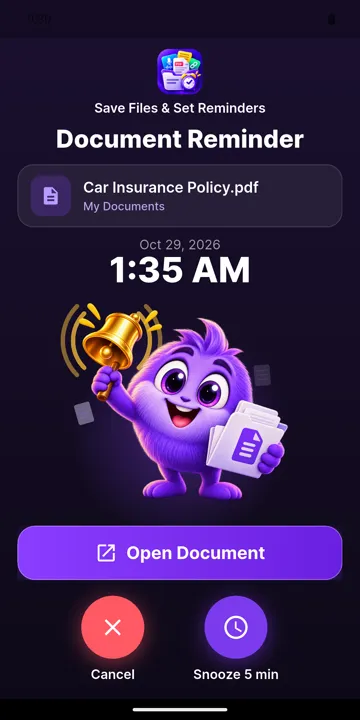 Save Files & Set Reminders
Document Reminder
Car Insurance Policy.pdf
My Documents
Oct 29, 2026
1:35 AM
Open Document
Cancel
Snooze 5 min